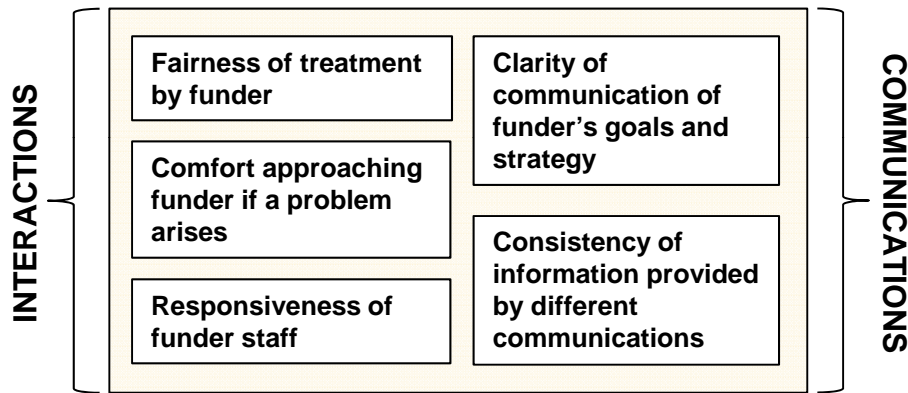 INTERACTIONS
Fairness of treatment
by funder
Comfort approaching
funder if a problem
arises
Responsiveness of
funder staff
Clarity of
communication of
funder’s goals and
strategy
Consistency of
information provided
by different
communications
COMMUNICATIONS